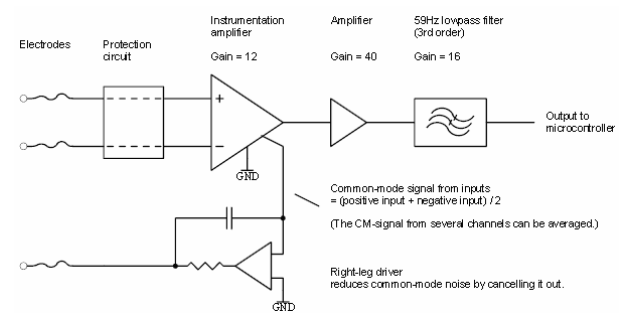 Instrumentation
amplifier
Amplifier
59Hz lowpass filter
(3rd order)
Electrodes
Protection
circuit
Gain = 12
Gain = 40
Gain = 16
+
−
Output to
microcontroller
GND
Common-mode signal from inputs
= (positive input + negative input) / 2
(The CM-signal from several channels can be averaged.)
Right-leg driver
reduces common-mode noise by cancelling it out.
GND